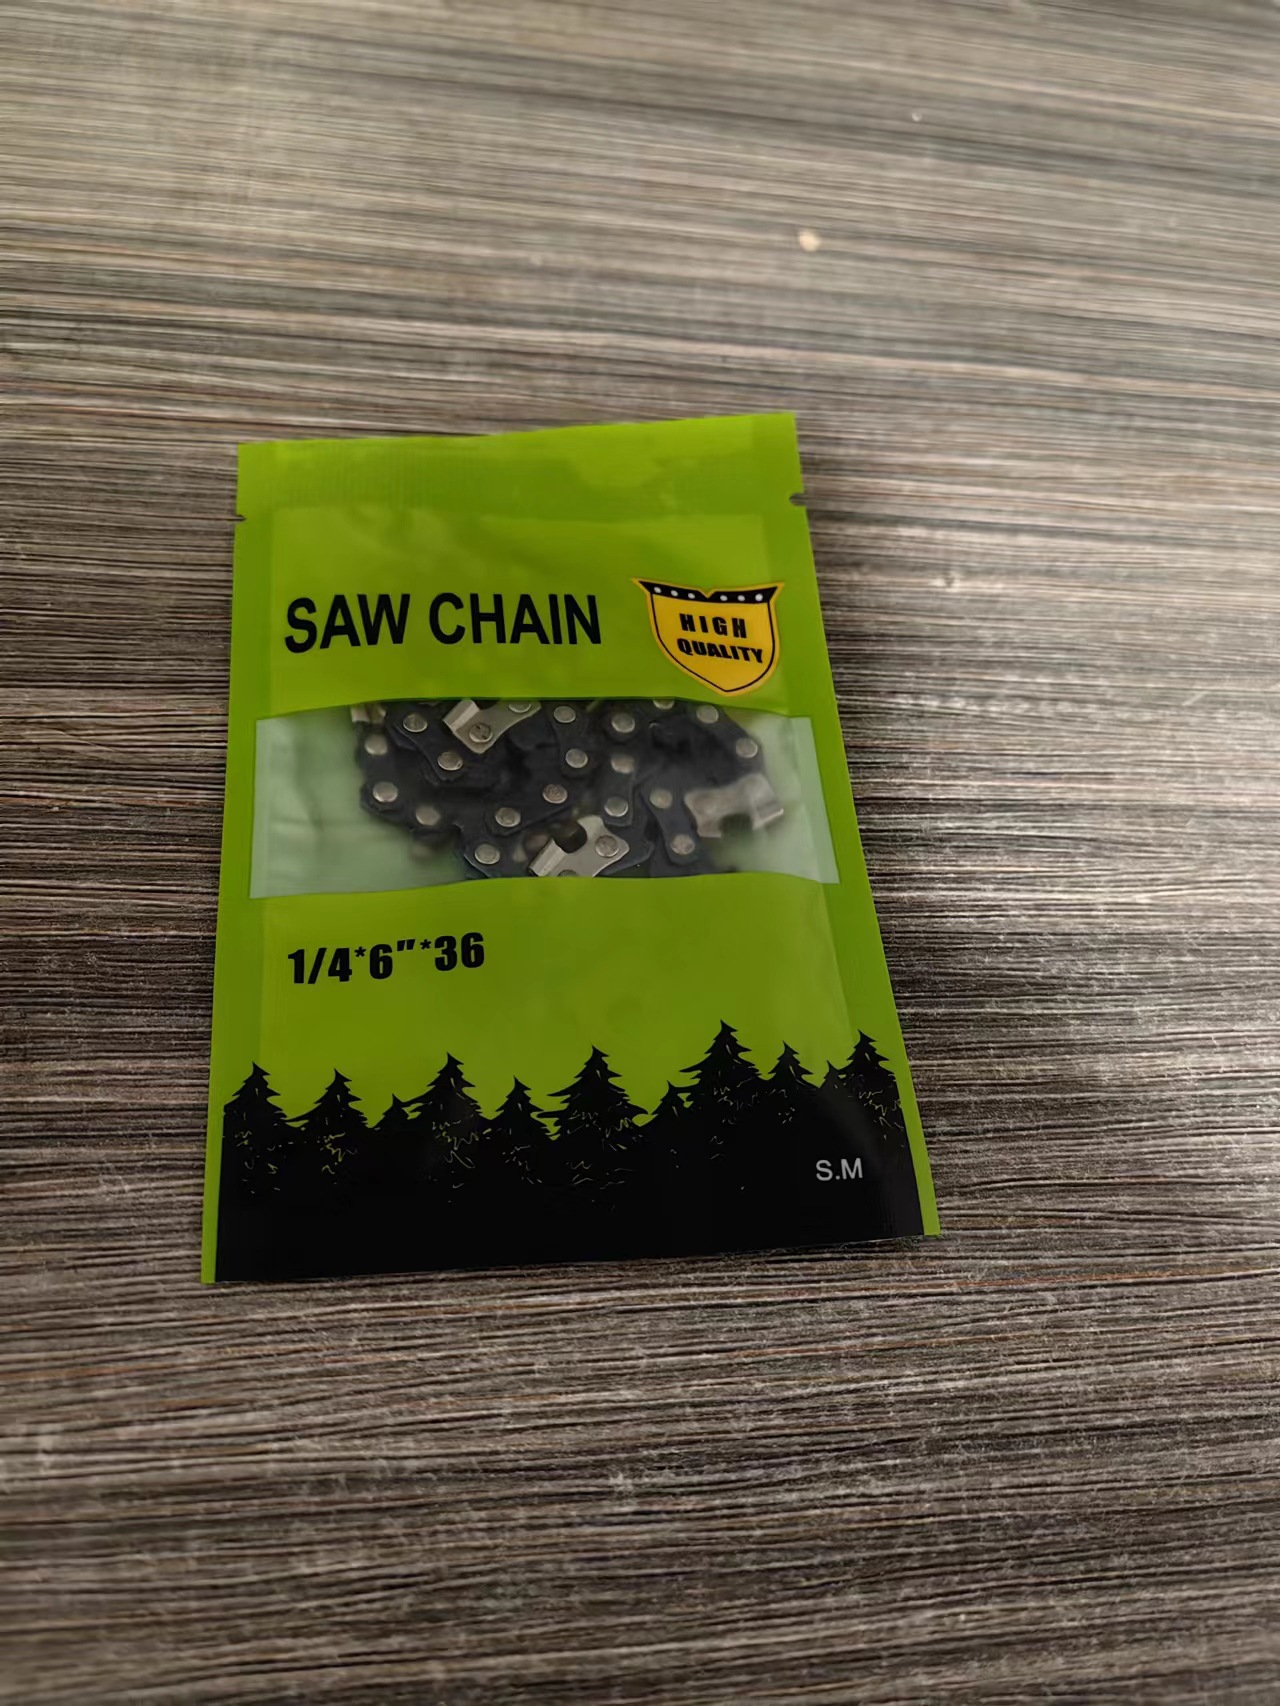 SAW CHAIN
HIGH
QUALITY
1/4*6"*36
S.M